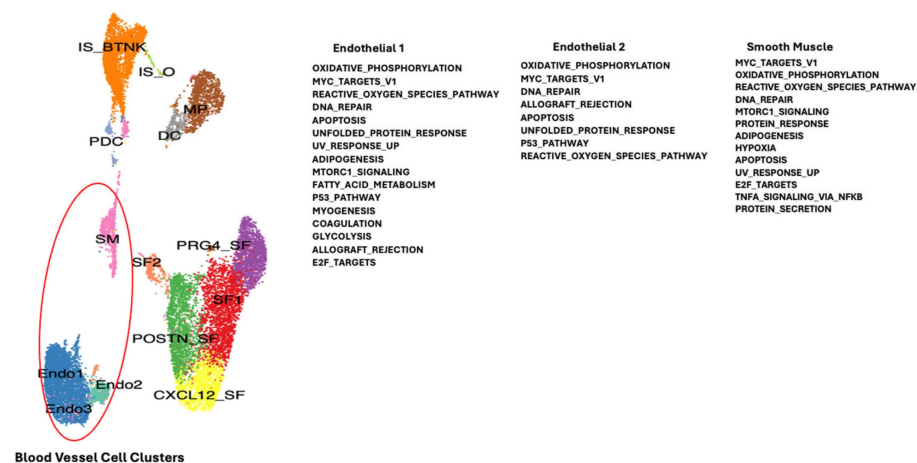 IS_BTNK
IS_O
MP
DC
PDC
SM
PRG4_SF
SF2
SF1
POSTN_SF
Endo1
Endo2
CXCL12_SF
Endo3
Blood Vessel Cell Clusters
Endothelial 1
OXIDATIVE_PHOSPHORYLATION
MYC_TARGETS_V1
REACTIVE_OXYGEN_SPECIES_PATHWAY
DNA_REPAIR
APOPTOSIS
UNFOLDED_PROTEIN_RESPONSE
UV_RESPONSE_UP
ADIPOGENESIS
MTORC1_SIGNALING
FATTY_ACID_METABOLISM
P53_PATHWAY
MYOGENESIS
COAGULATION
GLYCOLYSIS
ALLOGRAFT_REJECTION
E2F_TARGETS
Endothelial 2
OXIDATIVE_PHOSPHORYLATION
MYC_TARGETS_V1
DNA_REPAIR
ALLOGRAFT_REJECTION
APOPTOSIS
UNFOLDED_PROTEIN_RESPONSE
P53_PATHWAY
REACTIVE_OXYGEN_SPECIES_PATHWAY
Smooth Muscle
MYC_TARGETS_V1
OXIDATIVE_PHOSPHORYLATION
REACTIVE_OXYGEN_SPECIES_PATHWAY
DNA_REPAIR
MTORC1_SIGNALING
PROTEIN_RESPONSE
ADIPOGENESIS
HYPOXIA
APOPTOSIS
UV_RESPONSE_UP
E2F_TARGETS
TNFA_SIGNALING_VIA_NFKB
PROTEIN_SECRETION